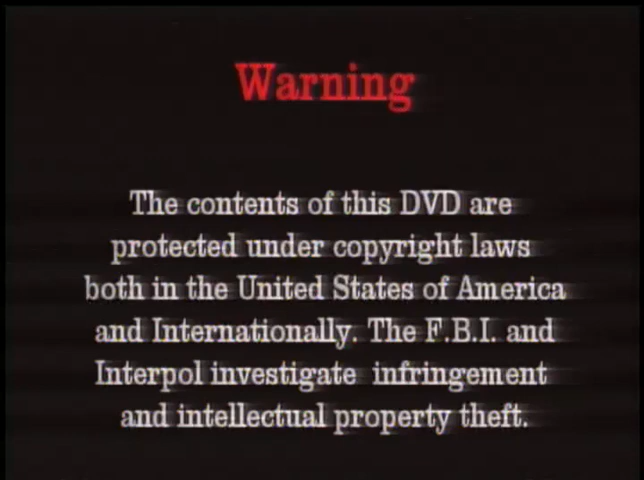 Warning
The contents of this DVD are
protected under copyright laws
both in the United States of America
and Internationally. The F.B.I. and
Interpol investigate infringement
and intellectual property theft.